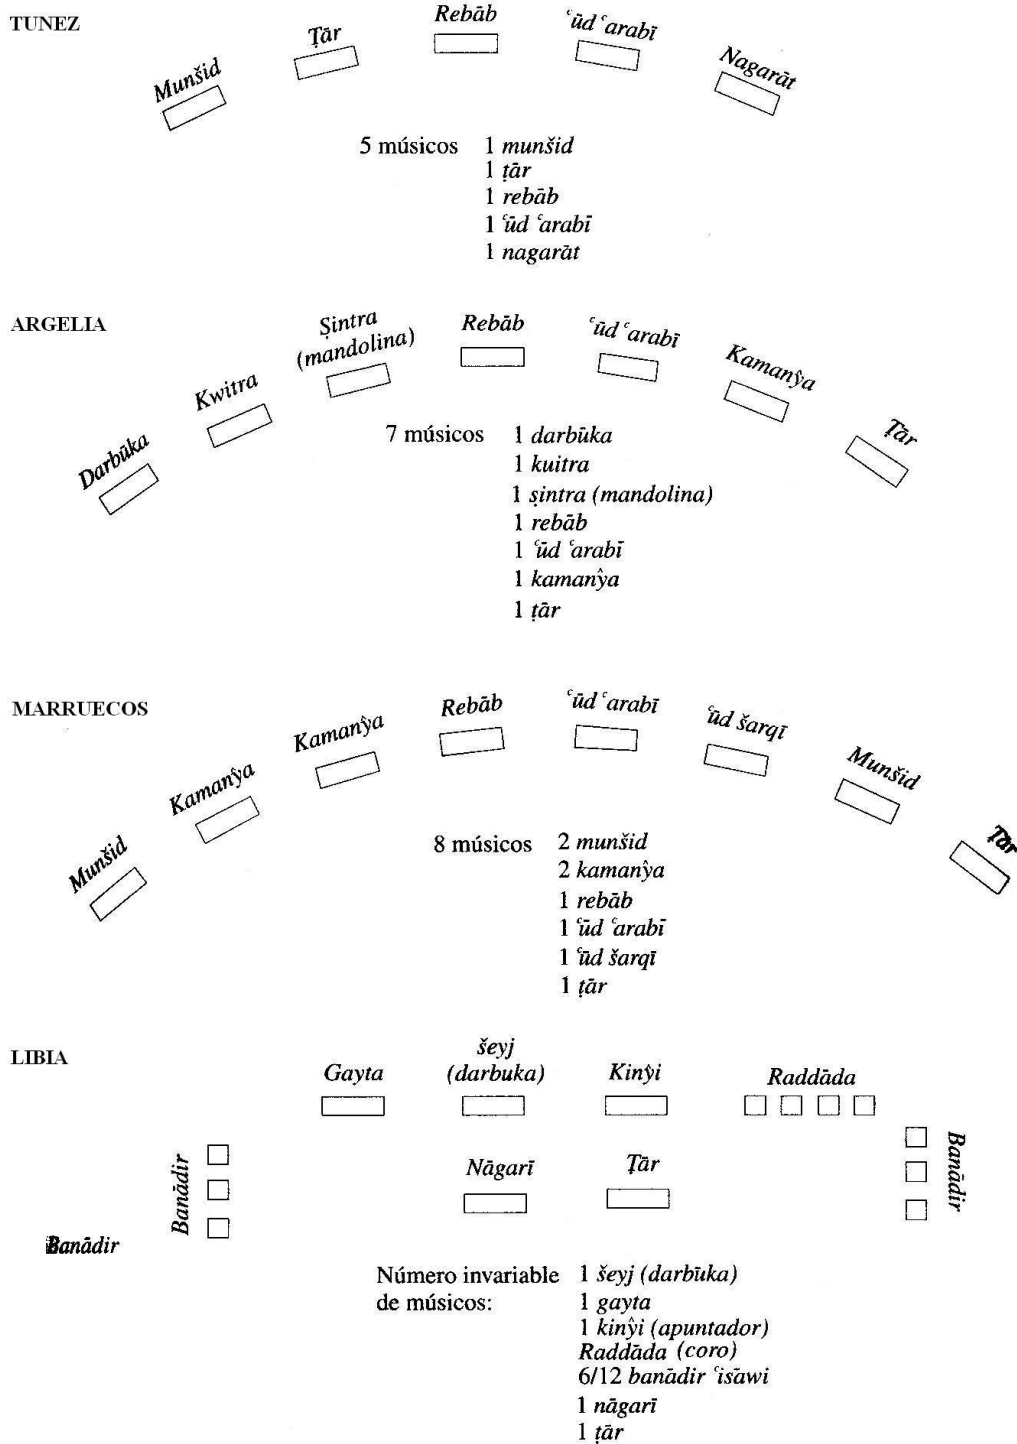 TUNEZ
Munšid
Ṭār
Rebāb
ʿūd ʿarabī
Nagarāt
5 músicos 1 munšid
1 ṭār
1 rebāb
1 ʿūd ʿarabī
1 nagarāt
ARGELIA
Darbūka
Kwitra
Ṣintra
(mandolina)
Rebāb
ʿūd ʿarabī
Kamanŷa
Ṭār
7 músicos 1 darbūka
1 kuitra
1 ṣintra (mandolina)
1 rebāb
1 ʿūd ʿarabī
1 kamanŷa
1 ṭār
MARRUECOS
Munšid
Kamanŷa
Kamanŷa
Rebāb
ʿūd ʿarabī
ʿūd šarqī
Munšid
Ṭār
8 músicos 2 munšid
2 kamanŷa
1 rebāb
1 ʿūd ʿarabī
1 ʿūd šarqī
1 ṭār
LIBIA
Gayta
šeyj
(darbuka)
Kinŷi
Raddāda
Banādir
Nāgarī
Ṭār
Banādir
Banādir
Número invariable 1 šeyj (darbūka)
de músicos: 1 gayta
1 kinŷi (apuntador)
Raddāda (coro)
6/12 banādir ʿisāwi
1 nāgarī
1 ṭār